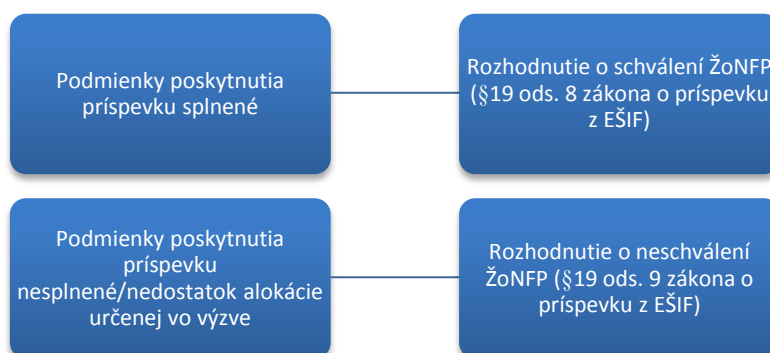 Podmienky poskytnutia
príspevku splnené
Rozhodnutie o schválení ŽoNFP
(§19 ods. 8 zákona o príspevku
z EŠIF)
Podmienky poskytnutia
príspevku
nesplnené/nedostatok alokácie
určenej vo výzve
Rozhodnutie o neschválení
ŽoNFP (§19 ods. 9 zákona o
príspevku z EŠIF)